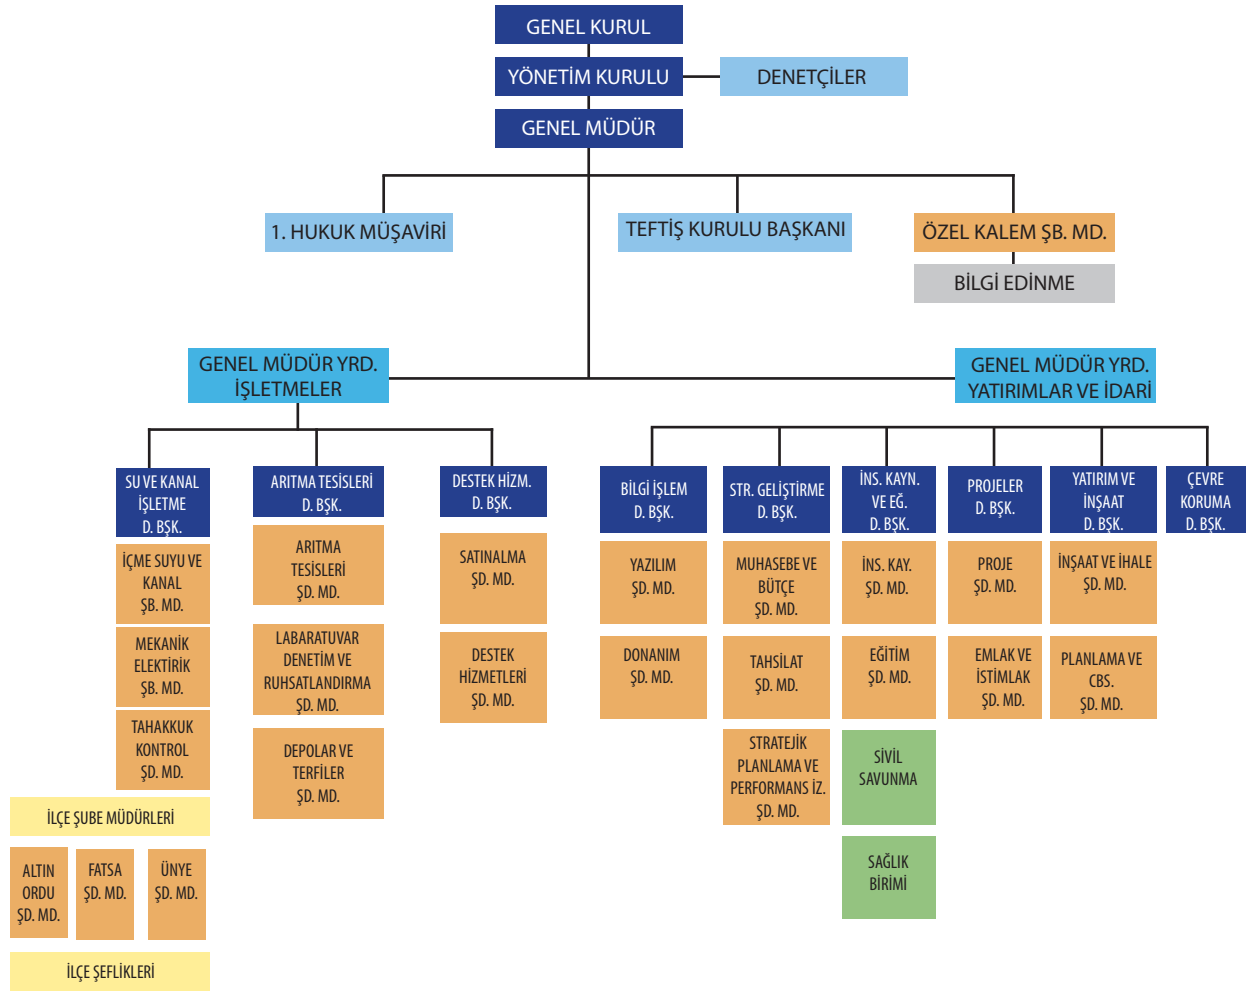 GENEL KURUL
YÖNETİM KURULU
DENETÇİLER
GENEL MÜDÜR
1. HUKUK MÜŞAVİRİ
TEFTİŞ KURULU BAŞKANI
ÖZEL KALEM ŞB. MD.
BİLGİ EDİNME
GENEL MÜDÜR YRD.
İŞLETMELER
GENEL MÜDÜR YRD.
YATIRIMLAR VE İDARİ
SU VE KANAL
İŞLETME
D. BŞK.
İÇME SUYU VE
KANAL
ŞB. MD.
MEKANİK
ELEKTİRİK
ŞB. MD.
TAHAKKUK
KONTROL
ŞD. MD.
İLÇE ŞUBE MÜDÜRLERİ
ALTIN
ORDU
ŞD. MD.
FATSA
ŞD. MD.
ÜNYE
ŞD. MD.
İLÇE ŞEFLİKLERİ
ARITMA TESİSLERİ
D. BŞK.
ARITMA
TESİSLERİ
ŞD. MD.
LABARATUVAR
DENETİM VE
RUHSATLANDIRMA
ŞD. MD.
DEPOLAR VE
TERFİLER
ŞD. MD.
DESTEK HİZM.
D. BŞK.
SATINALMA
ŞD. MD.
DESTEK
HİZMETLERİ
ŞD. MD.
BİLGİ İŞLEM
D. BŞK.
YAZILIM
ŞD. MD.
DONANIM
ŞD. MD.
STR. GELİŞTİRME
D. BŞK.
MUHASEBE VE
BÜTÇE
ŞD. MD.
TAHSİLAT
ŞD. MD.
STRATEJİK
PLANLAMA VE
PERFORMANS İZ.
ŞD. MD.
İNS. KAYN.
VE EĞ.
D. BŞK.
İNS. KAY.
ŞD. MD.
EĞİTİM
ŞD. MD.
SİVİL
SAVUNMA
SAĞLIK
BİRİMİ
PROJELER
D. BŞK.
PROJE
ŞD. MD.
EMLAK VE
İSTİMLAK
ŞD. MD.
YATIRIM VE
İNŞAAT
D. BŞK.
İNŞAAT VE İHALE
ŞD. MD.
PLANLAMA VE
CBS.
ŞD. MD.
ÇEVRE
KORUMA
D. BŞK.